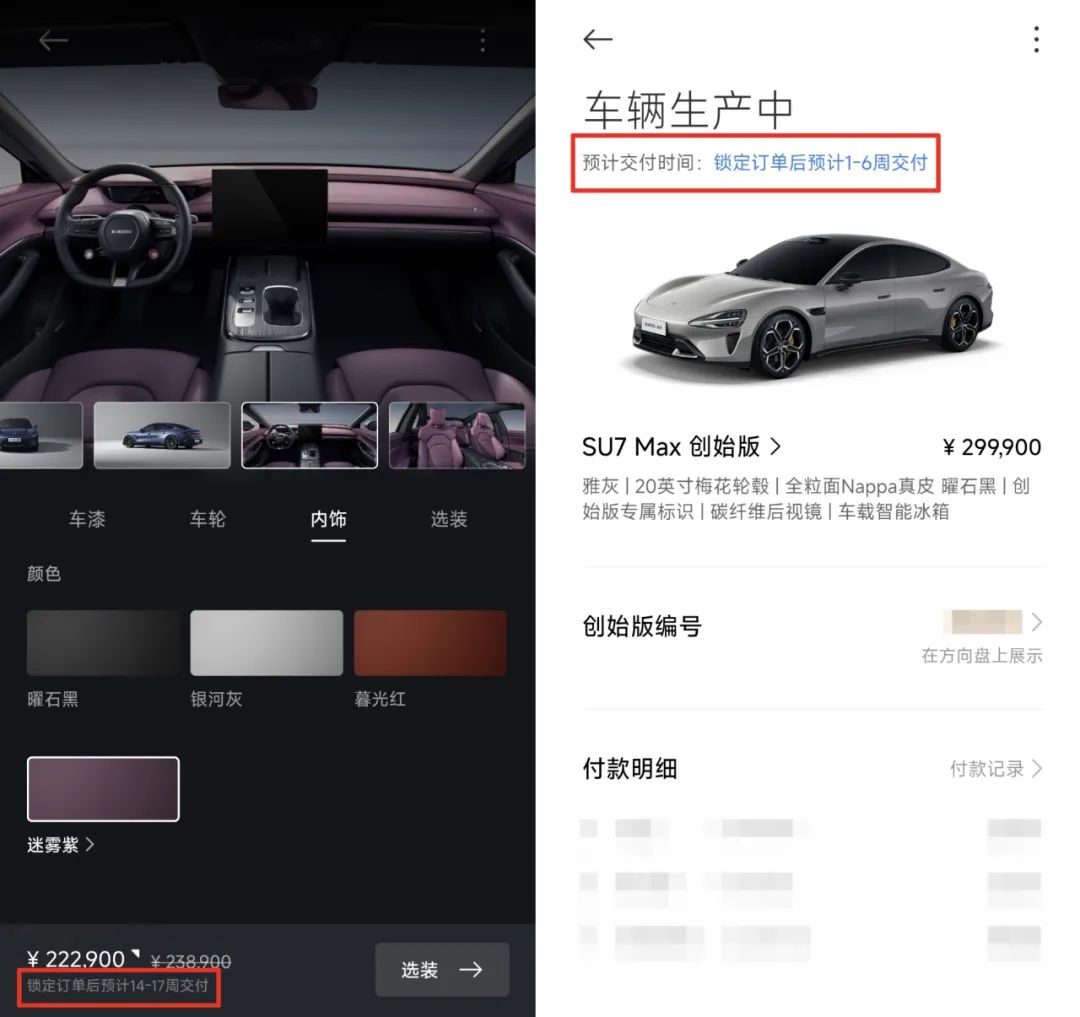 车漆
车轮
内饰
选装
颜色
曜石黑
银河灰
暮光红
迷雾紫
¥ 222,900
¥ 238,900
锁定订单后预计14-17周交付
选装
车辆生产中
预计交付时间：锁定订单后预计1-6周交付
SU7 Max 创始版
¥ 299,900
雅灰 | 20英寸梅花轮毂 | 全粒面Nappa真皮 曜石黑 | 创
始版专属标识 | 碳纤维后视镜 | 车载智能冰箱
创始版编号
在方向盘上展示
付款明细
付款记录